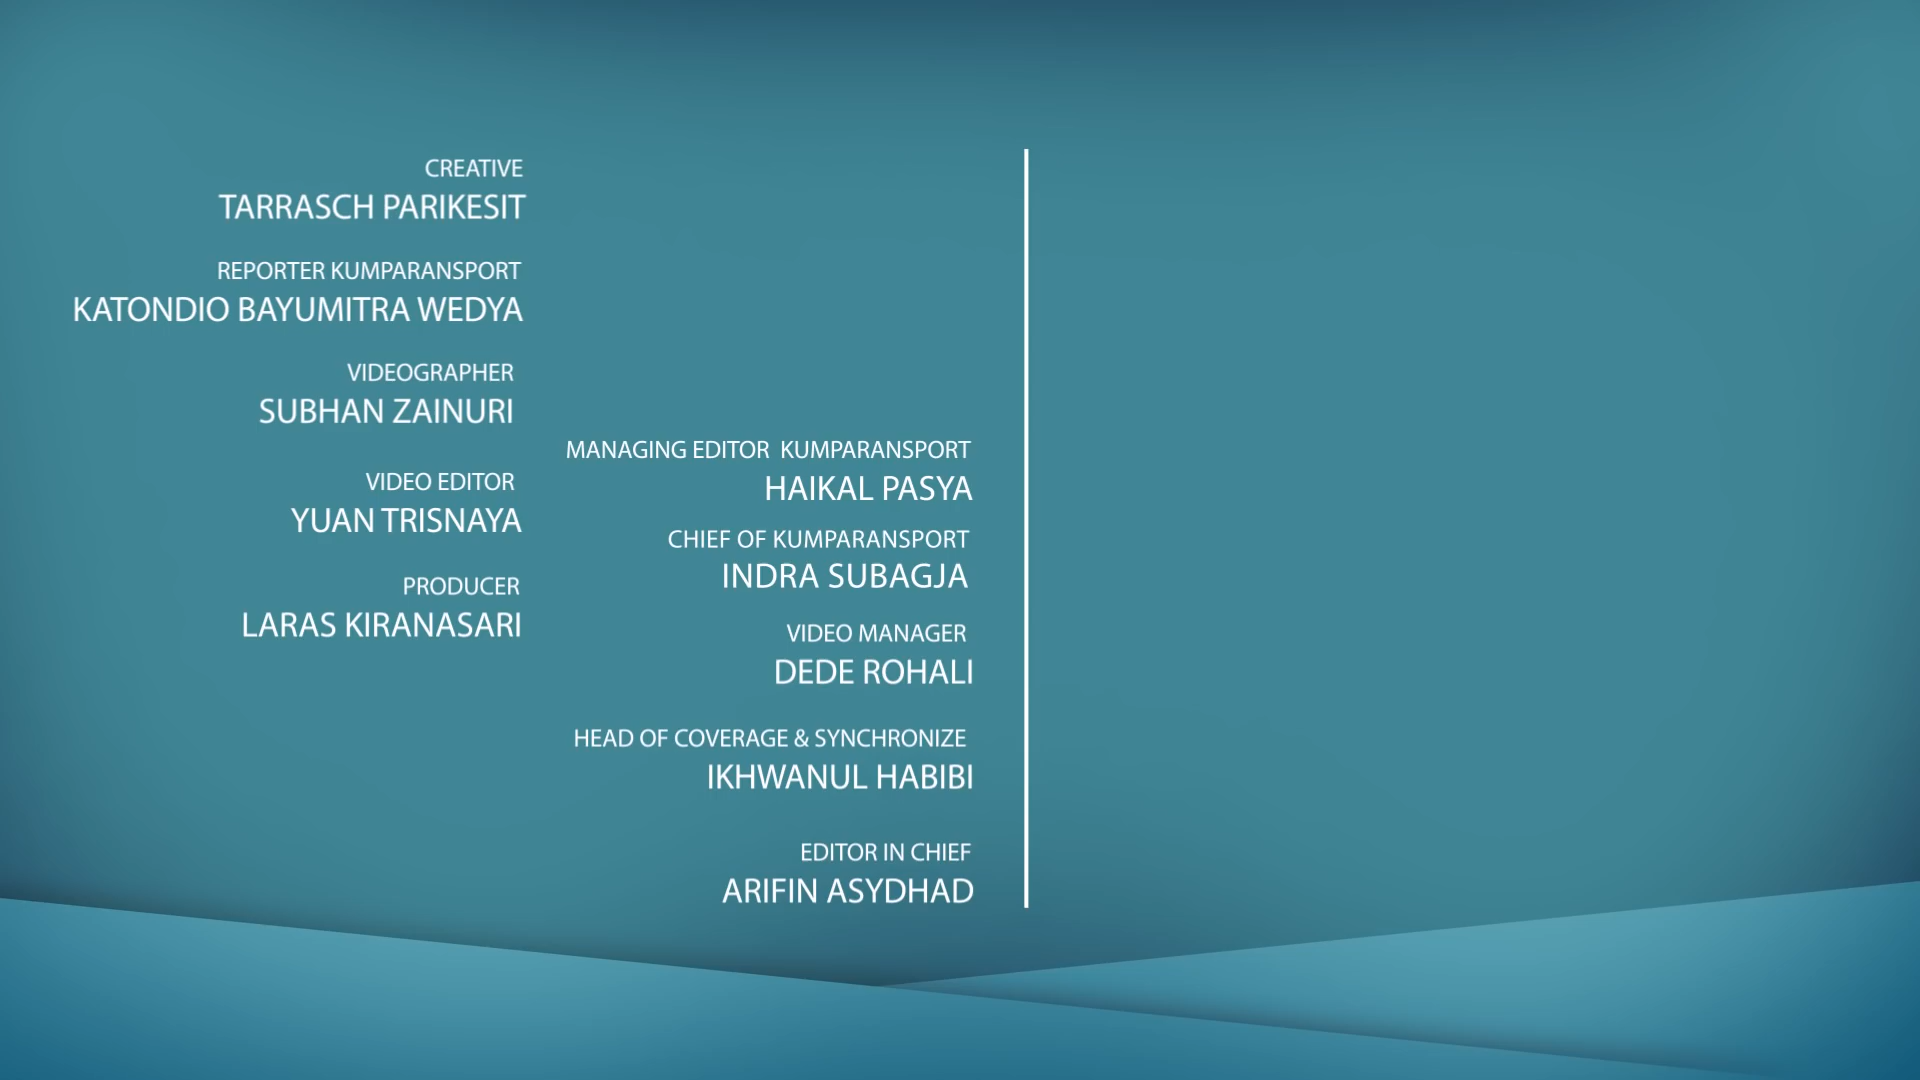 CREATIVE
TARRASCH PARIKESIT
REPORTER KUMPARANSPORT
KATONDIO BAYUMITRA WEDYA
VIDEOGRAPHER
SUBHAN ZAINURI
VIDEO EDITOR
YUAN TRISNAYA
PRODUCER
LARAS KIRANASARI
MANAGING EDITOR KUMPARANSPORT
HAIKAL PASYA
CHIEF OF KUMPARANSPORT
INDRA SUBAGJA
VIDEO MANAGER
DEDE ROHALI
HEAD OF COVERAGE & SYNCHRONIZE
IKHWANUL HABIBI
EDITOR IN CHIEF
ARIFIN ASYDHAD